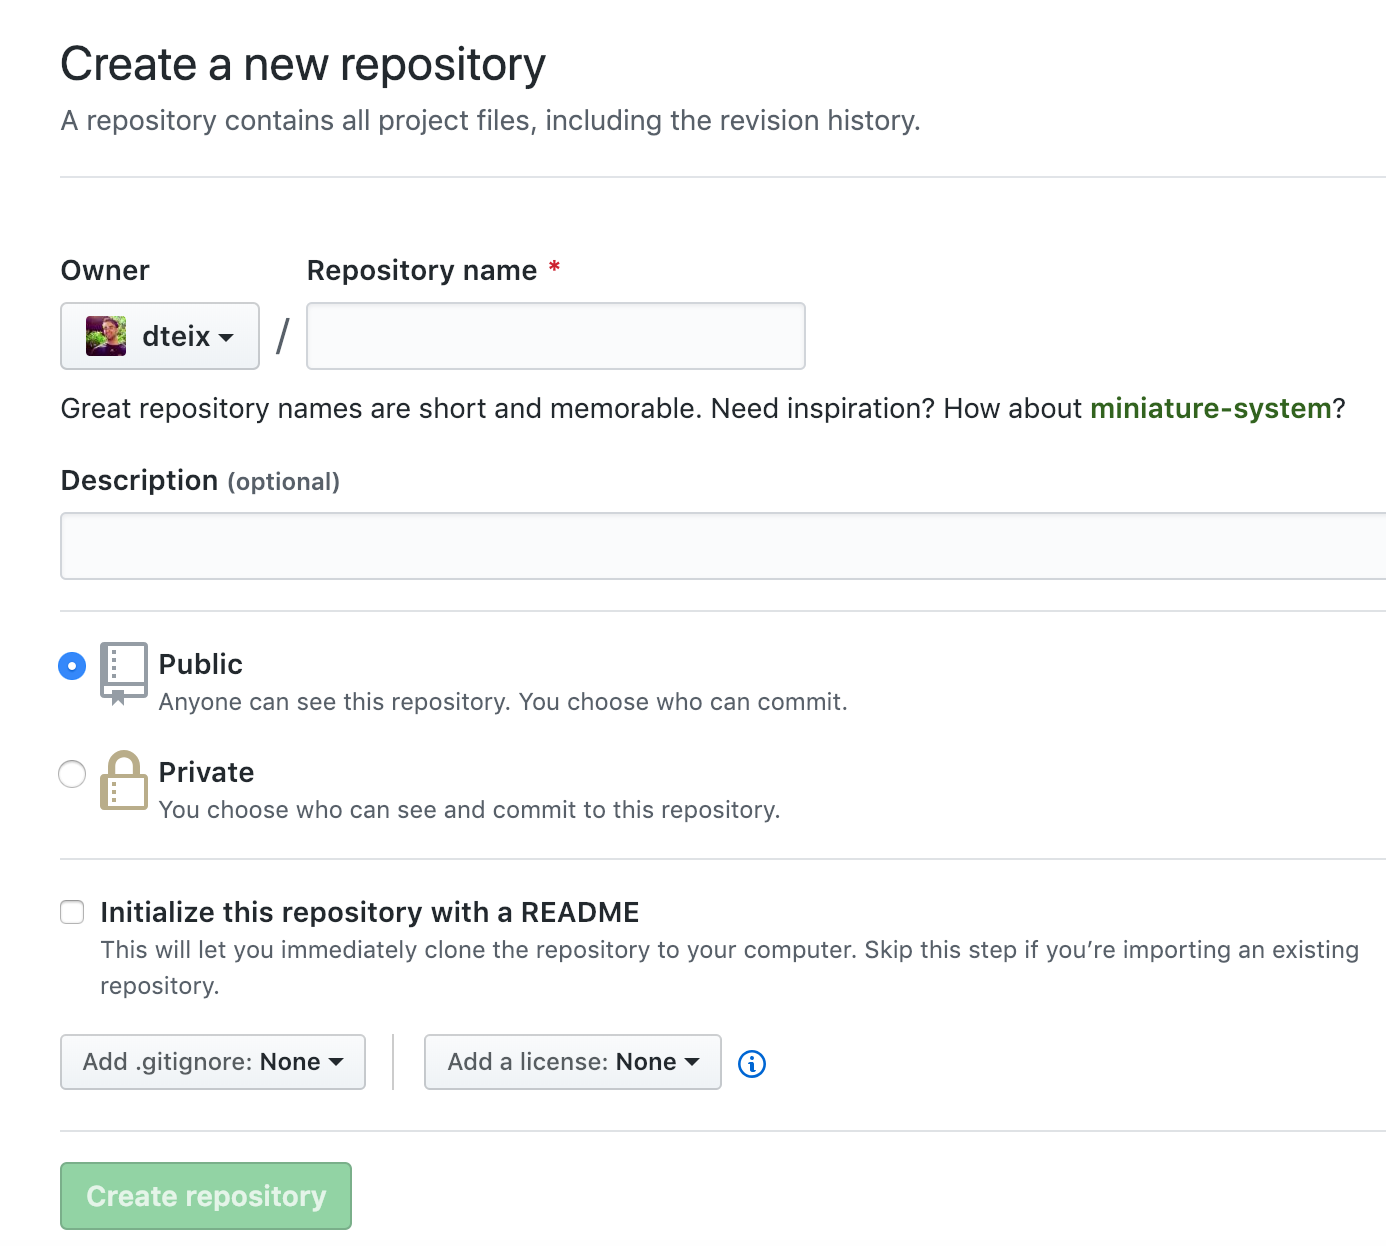 Create a new repository
A repository contains all project files, including the revision history.
Owner
Repository name *
dteix
/
Great repository names are short and memorable. Need inspiration? How about miniature-system?
Description (optional)
Public
Anyone can see this repository. You choose who can commit.
Private
You choose who can see and commit to this repository.
Initialize this repository with a README
This will let you immediately clone the repository to your computer. Skip this step if you’re importing an existing
repository.
Add .gitignore: None
Add a license: None
Create repository